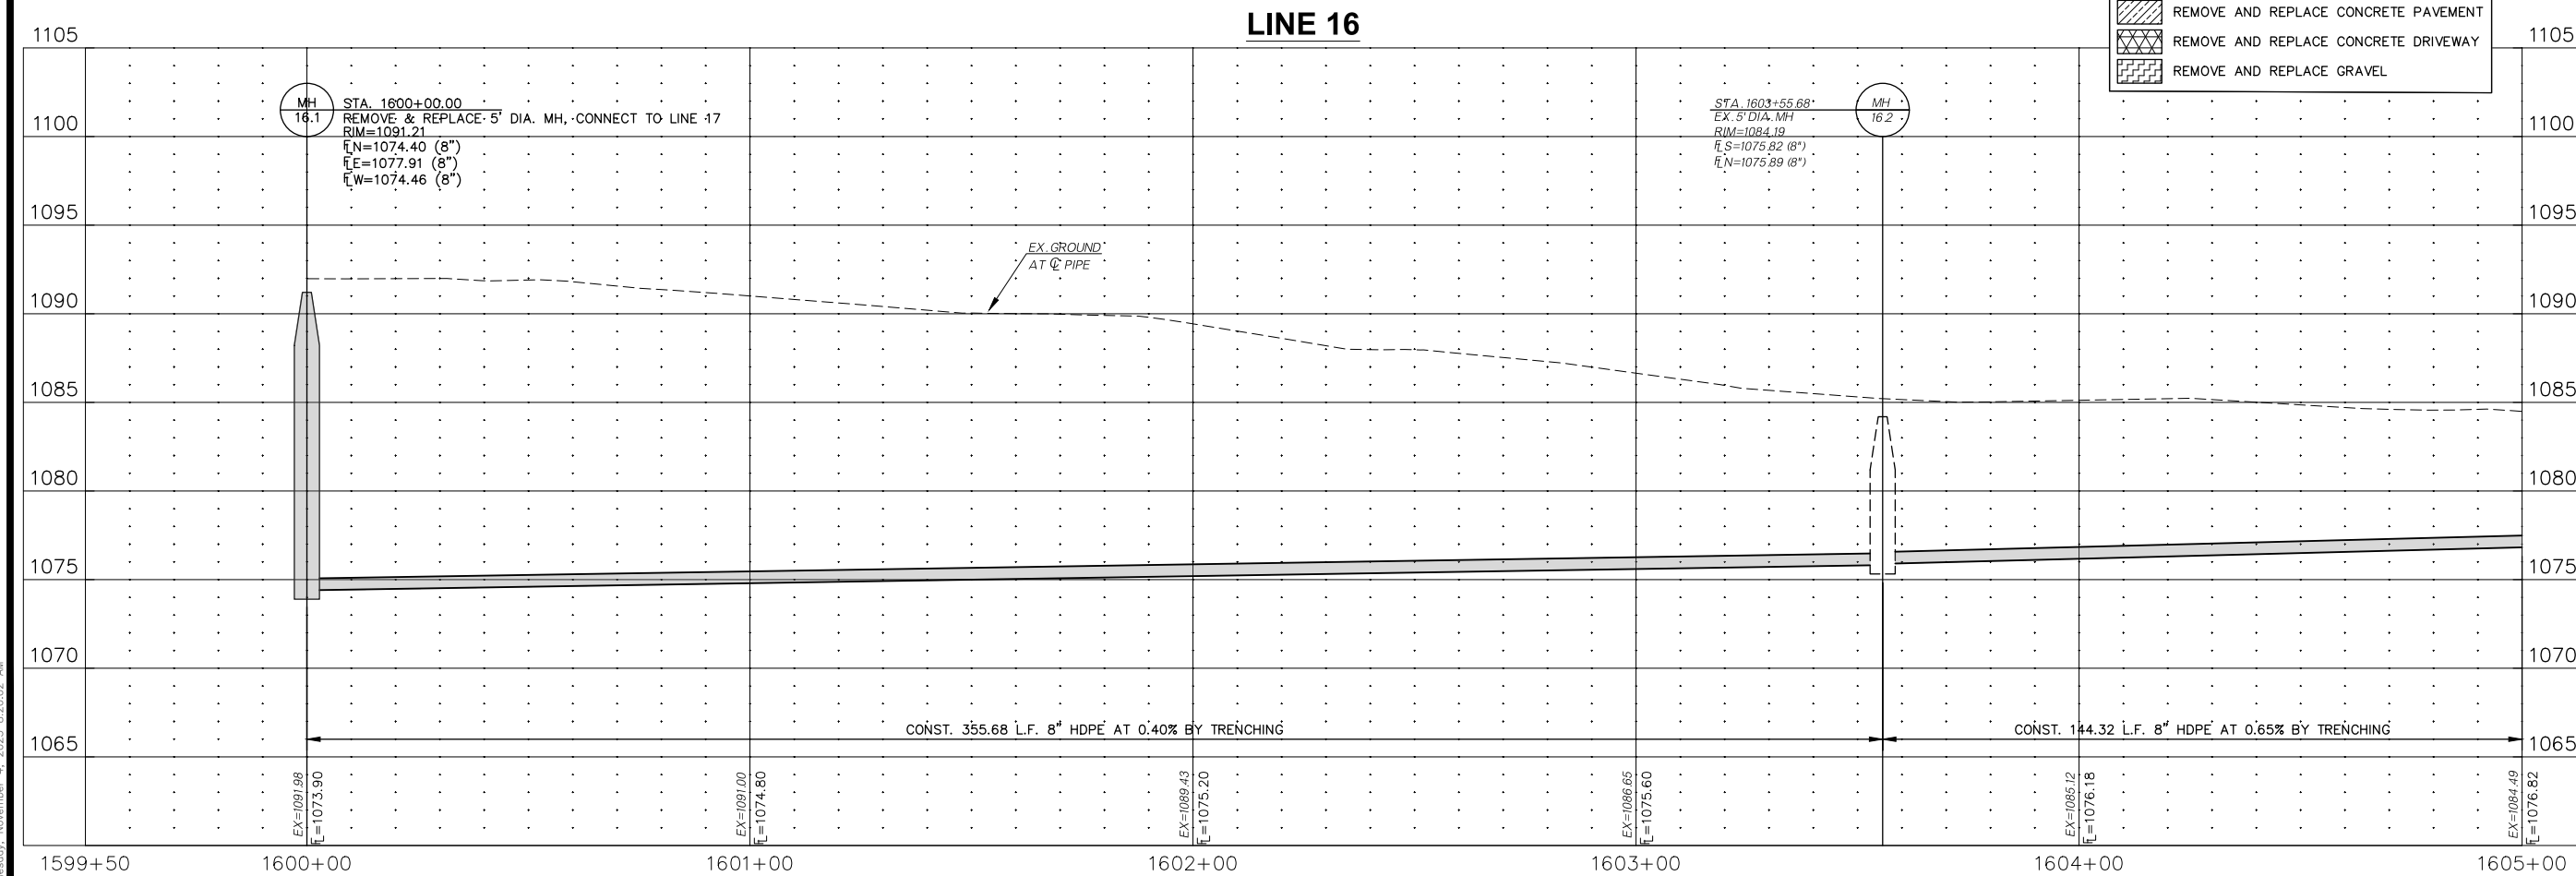 LINE 16
REMOVE AND REPLACE CONCRETE PAVEMENT
REMOVE AND REPLACE CONCRETE DRIVEWAY
REMOVE AND REPLACE GRAVEL
1105
1100
1095
1090
1085
1080
1075
1070
1065
1105
1100
1095
1090
1085
1080
1075
1070
1065
MH
16.1
STA. 1600+00.00
REMOVE & REPLACE 5' DIA. MH, CONNECT TO LINE 17
RIM=1091.21
FL N=1074.40 (8")
FL E=1077.91 (8")
FL W=1074.46 (8")
EX. GROUND
AT CL PIPE
STA. 1603+55.68
EX. 5' DIA. MH
RIM=1084.19
FL S=1075.82 (8")
FL N=1075.89 (8")
MH
16.2
CONST. 355.68 L.F. 8" HDPE AT 0.40% BY TRENCHING
CONST. 144.32 L.F. 8" HDPE AT 0.65% BY TRENCHING
EX=1091.98
FL=1073.90
EX=1091.00
FL=1074.80
EX=1089.43
FL=1075.20
EX=1086.65
FL=1075.60
EX=1085.12
FL=1076.18
EX=1084.49
FL=1076.82
1599+50
1600+00
1601+00
1602+00
1603+00
1604+00
1605+00